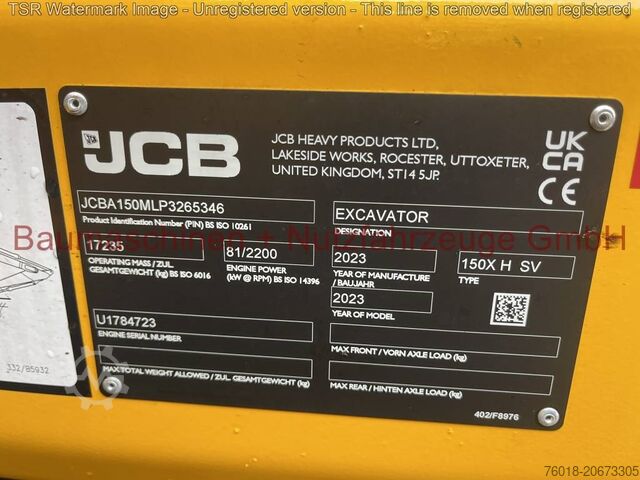 TSR Watermark Image - Unregistered version - This line is removed when registered
JCB
JCB HEAVY PRODUCTS LTD,
LAKESIDE WORKS, ROCESTER, UTTOXETER,
UNITED KINGDOM, ST14 5JP.
UK
CA
CE
JCBA150MLP3265346
Product Identification Number (PIN) BS ISO 10261
EXCAVATOR
DESIGNATION
Baumaschinen + Nutzfahrzeuge GmbH
17235
OPERATING MASS / ZUL.
GESAMTGEWICHT (kg) BS ISO 6016
81/2200
ENGINE POWER
(kW @ RPM) BS ISO 14396
2023
YEAR OF MANUFACTURE
/ BAUJAHR
150X H SV
TYPE
2023
YEAR OF MODEL
U1784723
ENGINE SERIAL NUMBER
MAX FRONT / VORN AXLE LOAD (kg)
MAX TOTAL WEIGHT ALLOWED / ZUL. GESAMTGEWICHT (kg)
MAX REAR / HINTEN AXLE LOAD (kg)
332/85932
402/F8976
76018-20673305